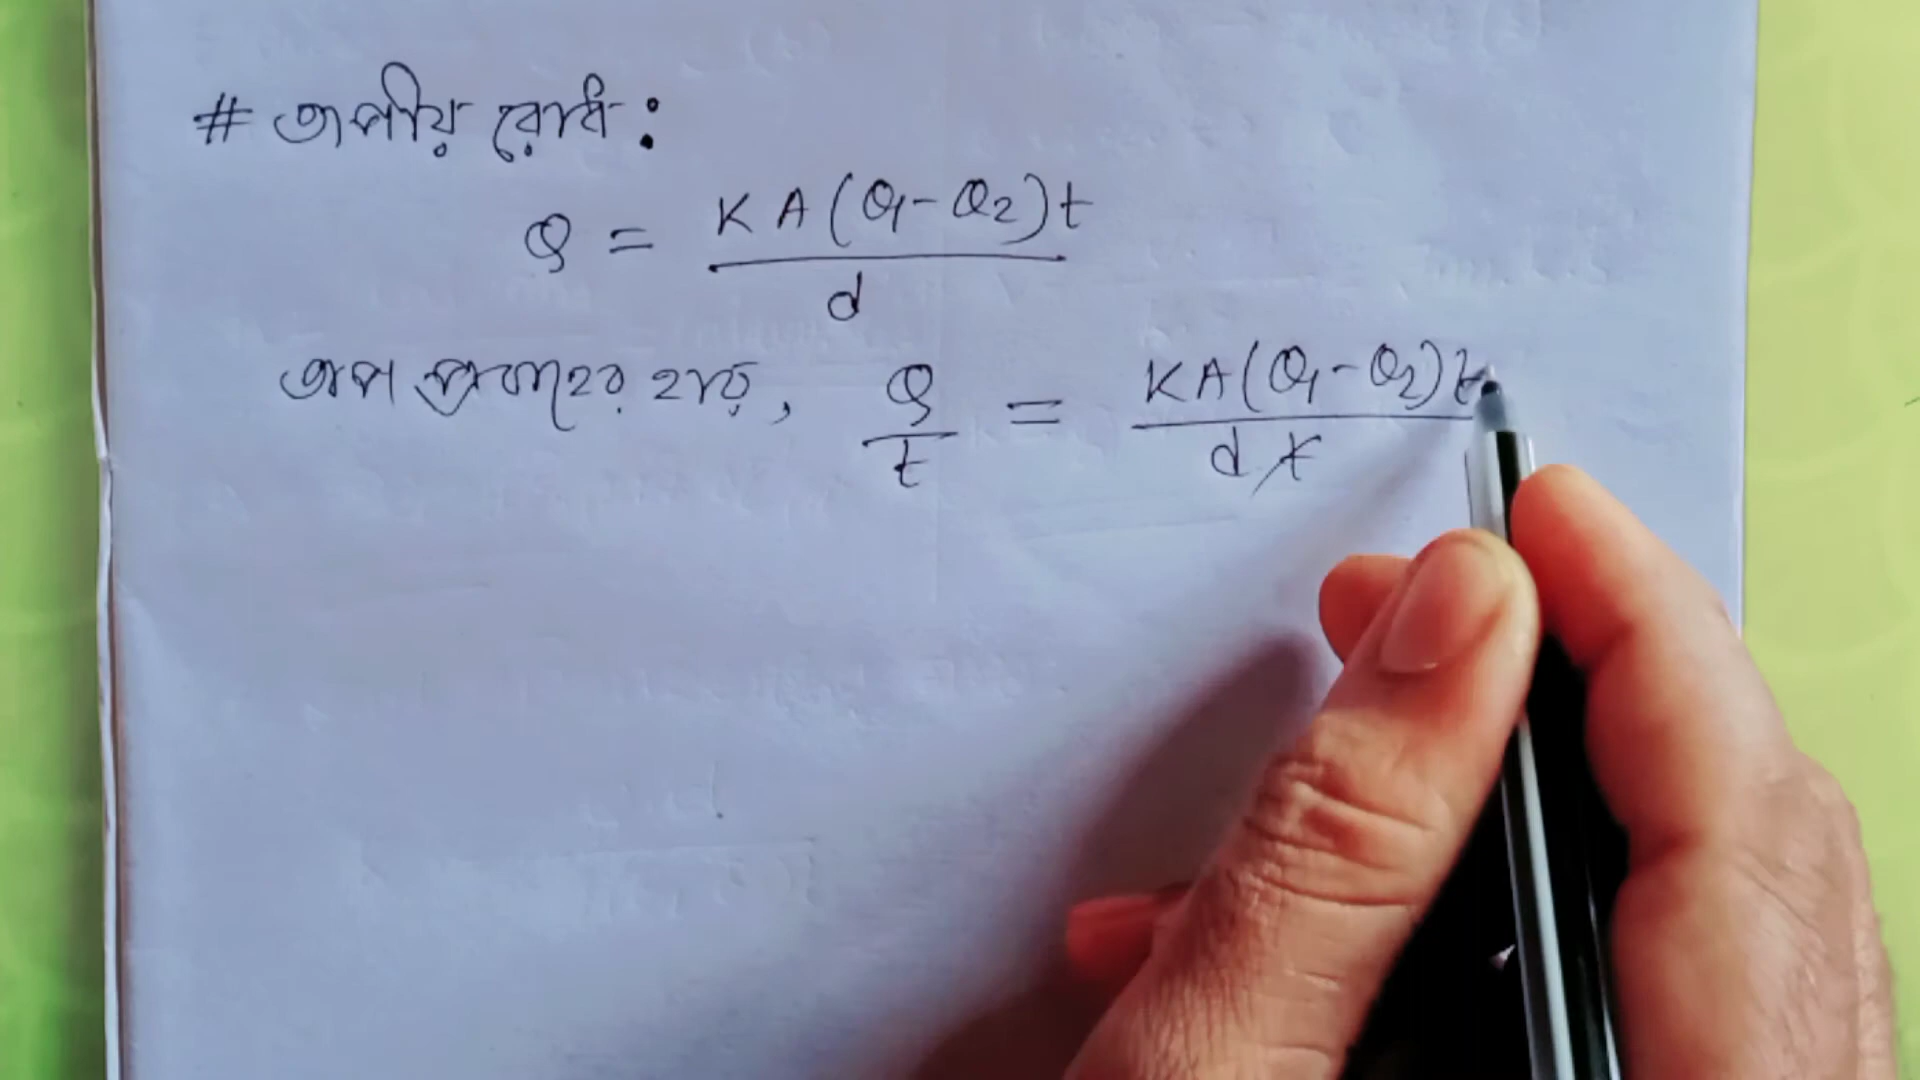 # তাপীয় রোধ :
Q = KA(θ1-θ2)t / d
তাপ প্রবাহের হার, Q/t = KA(θ1-θ2)t / dt